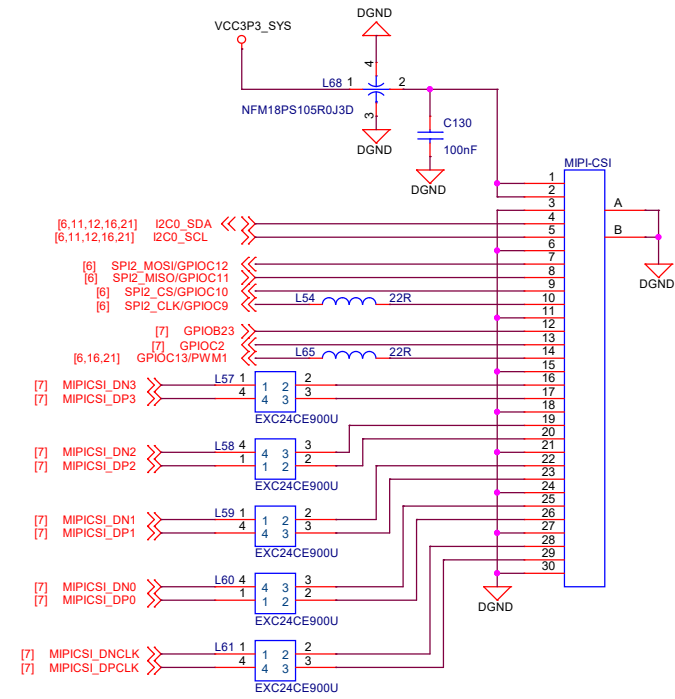 DGND
VCC3P3_SYS
4
L68 1 2
NFM18PS105R0J3D
3
C130
DGND
100nF
DGND
MIPI-CSI
1
2
3 A
[6,11,12,16,21] I2C0_SDA 4
[6,11,12,16,21] I2C0_SCL 5 B
6
[6] SPI2_MOSI/GPIOC12 7
[6] SPI2_MISO/GPIOC11 8
DGND
[6] SPI2_CS/GPIOC10 9
[6] SPI2_CLK/GPIOC9 L54 22R 10
11
[7] GPIOB23 12
[7] GPIOC2 13
[6,16,21] GPIOC13/PWM1 L65 22R 14
15
[7] MIPICSI_DN3 L57 1 1 2 2 16
[7] MIPICSI_DP3 4 4 3 3 17
EXC24CE900U
18
19
20
[7] MIPICSI_DN2 L58 4 4 3 3 21
[7] MIPICSI_DP2 1 1 2 2 22
EXC24CE900U
23
24
25
[7] MIPICSI_DN1 L59 1 1 2 2 26
[7] MIPICSI_DP1 4 4 3 3 27
EXC24CE900U
28
29
30
[7] MIPICSI_DN0 L60 4 4 3 3
[7] MIPICSI_DP0 1 1 2 2
DGND
EXC24CE900U
[7] MIPICSI_DNCLK L61 1 1 2 2
[7] MIPICSI_DPCLK 4 4 3 3
EXC24CE900U